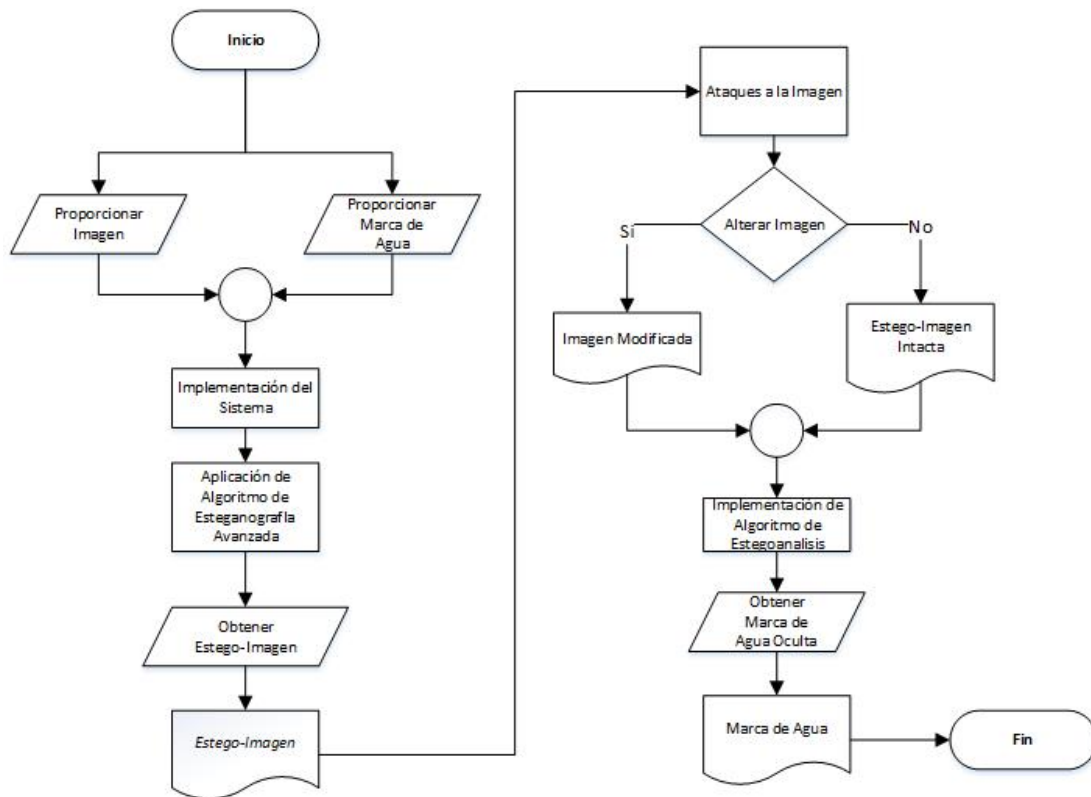 Inicio
Proporcionar
Imagen
Proporcionar
Marca de
Agua
Implementación del
Sistema
Aplicación de
Algoritmo de
Esteganografía
Avanzada
Obtener
Estego-Imagen
Estego-Imagen
Ataques a la Imagen
Alterar Imagen
Si
No
Imagen Modificada
Estego-Imagen
Intacta
Implementación de
Algoritmo de
Estegoanalisis
Obtener
Marca de
Agua Oculta
Marca de Agua
Fin